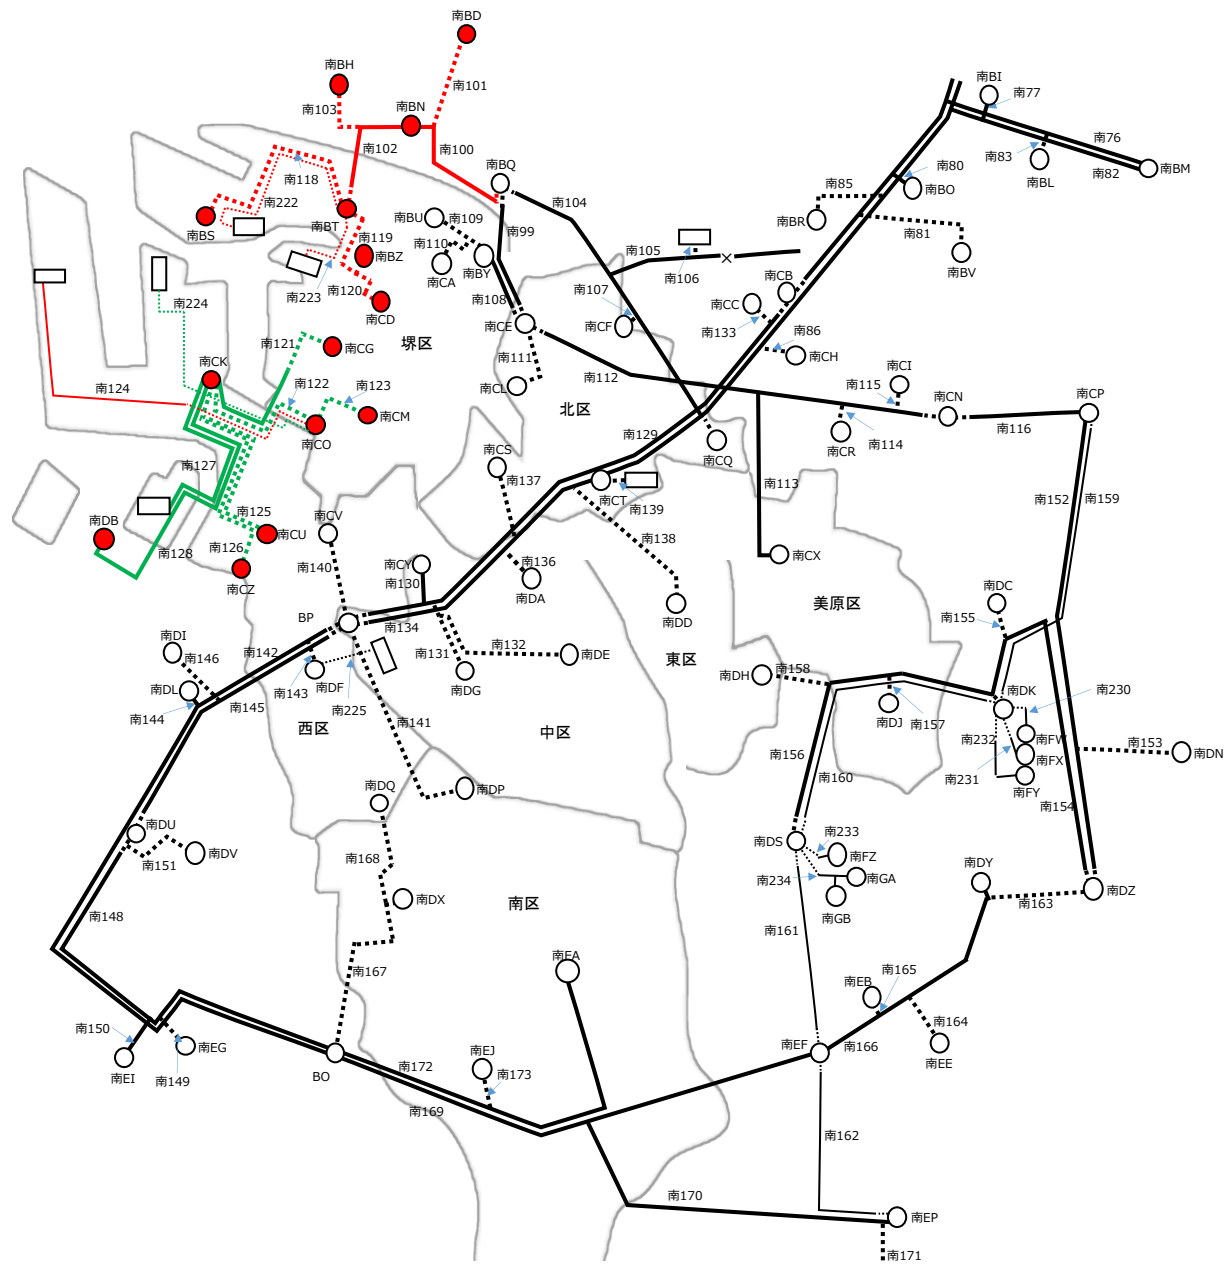 南BD
南BH
南101
南103
南BN
南102
南100
南BQ
南BI
南77
南76
南83
南82
南BM
南BL
南80
南85
南BO
南BR
南81
南BV
南118
南222
南BS
南BT
南BU
南109
南104
南99
南119
南110
南BZ
南CA
南BY
南105
南106
南223
南120
南CD
南108
南107
南CB
南CC
南133
南86
南224
南CE
南CF
南121
堺区
南CG
南111
南CH
南CK
南112
南CI
南115
南124
南122
南123
南CL
南CM
北区
南CN
南CP
南CO
南129
南116
南114
南CR
南CS
南CQ
南127
南137
南113
南CT
南139
南152
南159
南DB
南125
南CV
南CU
南138
南126
南128
南CZ
南140
南CY
南130
南136
南DA
南CX
南DC
美原区
南155
BP
南134
南DD
南DI
南142
南146
南131
南132
南DE
東区
南DL
南143
南DF
南DG
南DH
南158
南DK
南230
南144
南145
南225
南141
南DJ
南157
南232
南FW
南153
南DN
西区
中区
南156
南FX
南231
南160
南FY
南154
南DQ
南DP
南DU
南DS
南233
南DV
南151
南168
南FZ
南234
南GA
南DY
南DZ
南DX
南区
南GB
南163
南148
南161
南EA
南167
南165
南EB
南164
南150
南EI
南149
南EG
BO
南172
南EJ
南173
南EF
南166
南EE
南169
南162
南170
南EP
南171